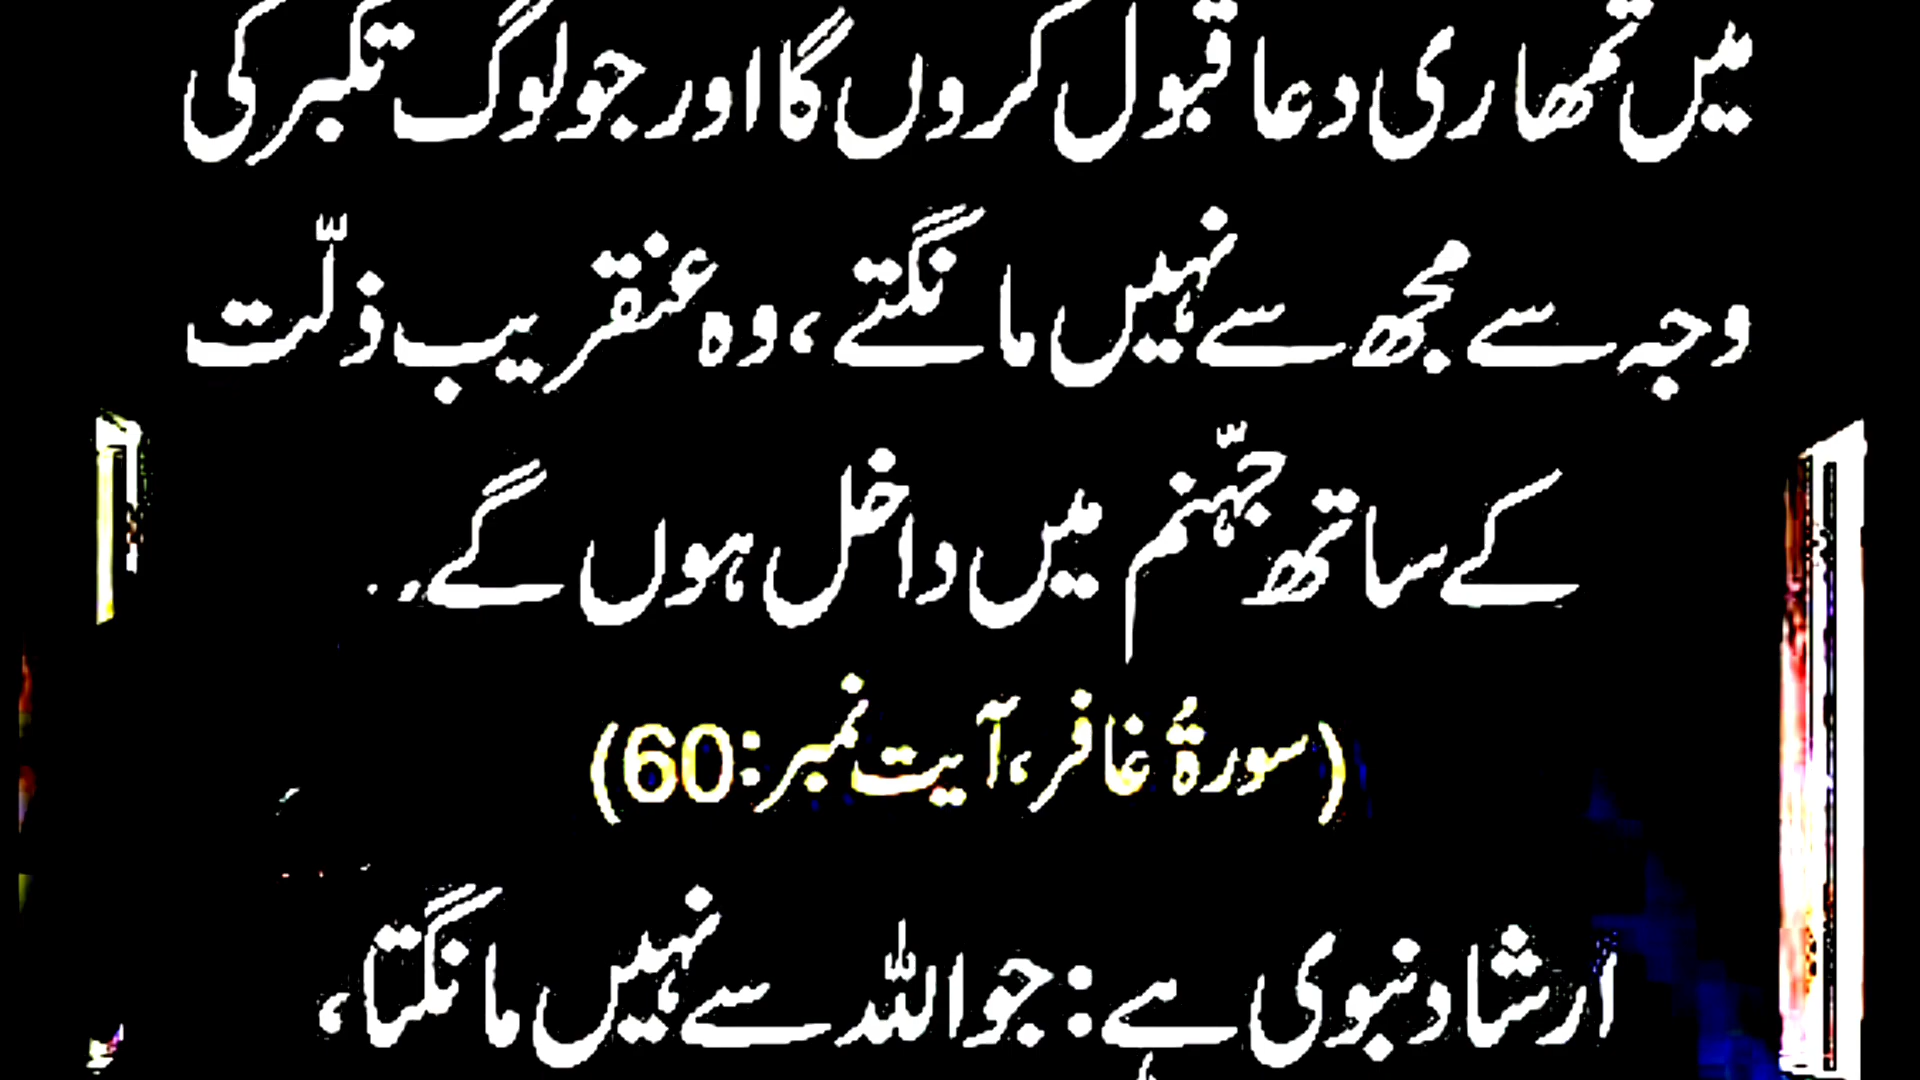 میں تمھاری دعا قبول کروں گا اور جو لوگ تکبر کی
وجہ سے مجھ سے نہیں مانگتے، وہ عنقریب ذلّت
کے ساتھ جہّنم میں داخل ہوں گے۔
(سورۂ غافر، آیت نمبر: 60)
ارشاد نبوی ہے: جو اللہ سے نہیں مانگتا،